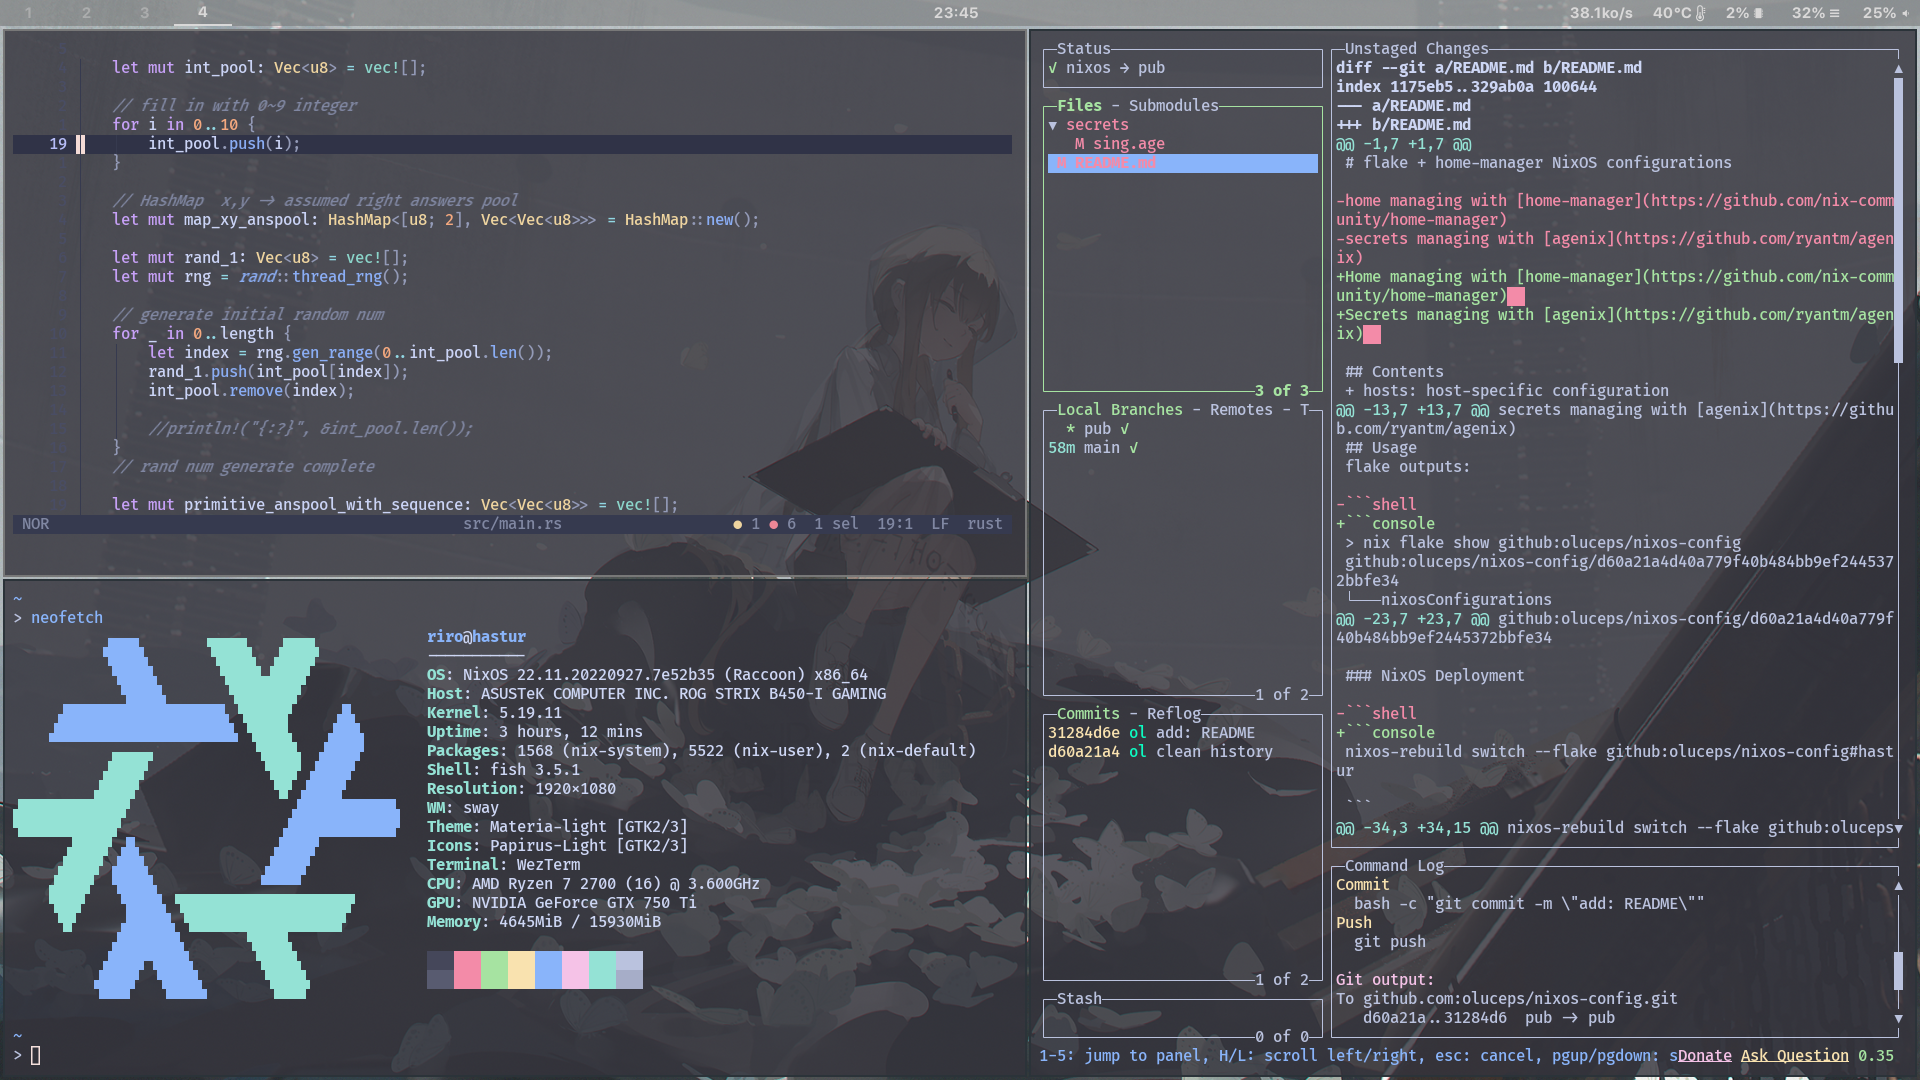 1 2 3 4 23:45 38.1ko/s 40°C 2% 32% 25%
let mut int_pool: Vec<u8> = vec![];
// fill in with 0~9 integer
for i in 0..10 {
19 int_pool.push(i);
}
// HashMap x,y -> assumed right answers pool
let mut map_xy_anspool: HashMap<[u8; 2], Vec<Vec<u8>>> = HashMap::new();
let mut rand_1: Vec<u8> = vec![];
let mut rng = rand::thread_rng();
// generate initial random num
for _ in 0..length {
let index = rng.gen_range(0..int_pool.len());
rand_1.push(int_pool[index]);
int_pool.remove(index);
//println!("{:?}", &int_pool.len());
}
// rand num generate complete
let mut primitive_anspool_with_sequence: Vec<Vec<u8>> = vec![];
NOR src/main.rs ● 1 ● 6 1 sel 19:1 LF rust
~
> neofetch
riro@hastur
-----------
OS: NixOS 22.11.20220927.7e52b35 (Raccoon) x86_64
Host: ASUSTeK COMPUTER INC. ROG STRIX B450-I GAMING
Kernel: 5.19.11
Uptime: 3 hours, 12 mins
Packages: 1568 (nix-system), 5522 (nix-user), 2 (nix-default)
Shell: fish 3.5.1
Resolution: 1920x1080
WM: sway
Theme: Materia-light [GTK2/3]
Icons: Papirus-Light [GTK2/3]
Terminal: WezTerm
CPU: AMD Ryzen 7 2700 (16) @ 3.600GHz
GPU: NVIDIA GeForce GTX 750 Ti
Memory: 4645MiB / 15930MiB
~
>
Status
√ nixos → pub
Files - Submodules
▼ secrets
M sing.age
M README.md
3 of 3
Local Branches - Remotes - T
* pub √
58m main √
1 of 2
Commits - Reflog
31284d6e ol add: README
d60a21a4 ol clean history
1 of 2
Stash
0 of 0
Unstaged Changes
diff --git a/README.md b/README.md
index 1175eb5..329ab0a 100644
--- a/README.md
+++ b/README.md
@@ -1,7 +1,7 @@
# flake + home-manager NixOS configurations
-home managing with [home-manager](https://github.com/nix-comm
unity/home-manager)
-secrets managing with [agenix](https://github.com/ryantm/agen
ix)
+Home managing with [home-manager](https://github.com/nix-comm
unity/home-manager)
+Secrets managing with [agenix](https://github.com/ryantm/agen
ix)
## Contents
+ hosts: host-specific configuration
@@ -13,7 +13,7 @@ secrets managing with [agenix](https://githu
b.com/ryantm/agenix)
## Usage
flake outputs:
-```shell
+```console
> nix flake show github:oluceps/nixos-config
github:oluceps/nixos-config/d60a21a4d40a779f40b484bb9ef244537
2bbfe34
└───nixosConfigurations
@@ -23,7 +23,7 @@ github:oluceps/nixos-config/d60a21a4d40a779f
40b484bb9ef2445372bbfe34
### NixOS Deployment
-```shell
+```console
nixos-rebuild switch --flake github:oluceps/nixos-config#hast
ur
```
@@ -34,3 +34,15 @@ nixos-rebuild switch --flake github:oluceps
Command Log
Commit
bash -c "git commit -m \"add: README\""
Push
git push
Git output:
To github.com:oluceps/nixos-config.git
d60a21a..31284d6 pub -> pub
1-5: jump to panel, H/L: scroll left/right, esc: cancel, pgup/pgdown: sDonate Ask Question 0.35